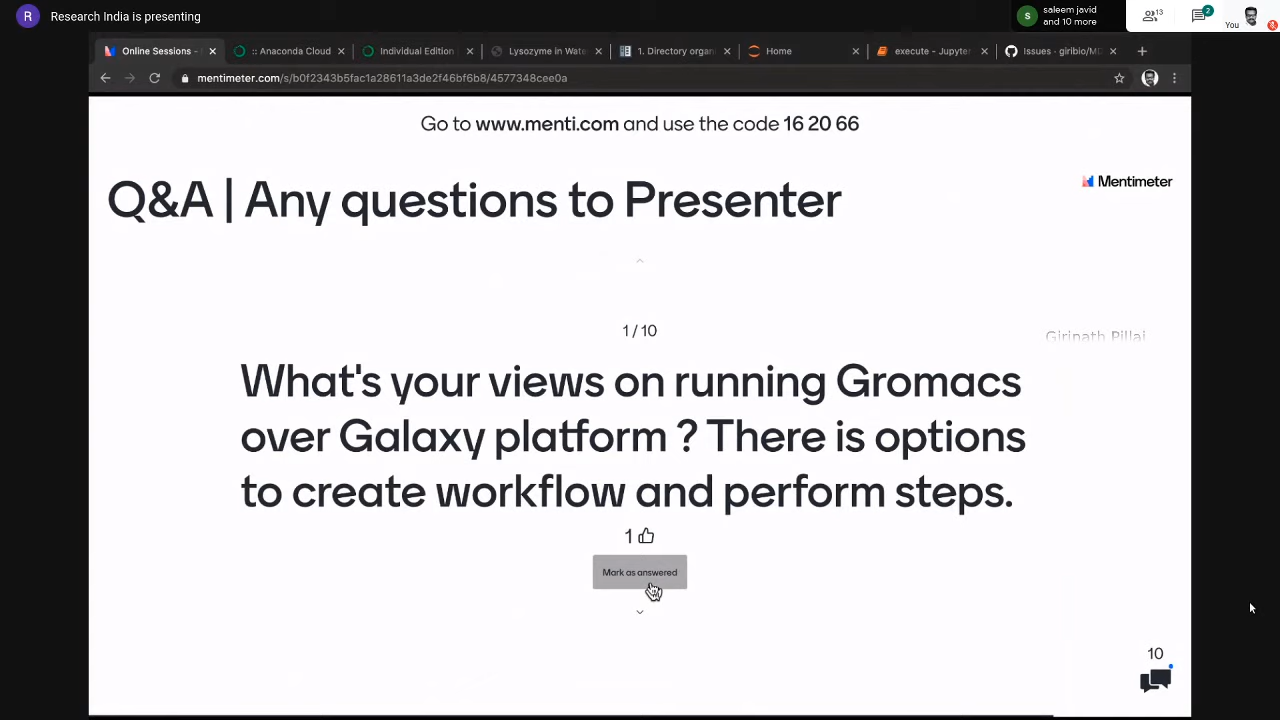 R Research India is presenting
S saleem javid
and 10 more
13
2
You
Online Sessions -
:: Anaconda Cloud
Individual Edition
Lysozyme in Wate
1. Directory organ
Home
execute - Jupyter
Issues · giribio/MD
mentimeter.com/s/b0f2343b5fac1a28611a3de2f46bf6b8/4577348cee0a
Go to www.menti.com and use the code 16 20 66
Q&A | Any questions to Presenter
Mentimeter
1 / 10
Girinath Pillai
What's your views on running Gromacs
over Galaxy platform ? There is options
to create workflow and perform steps.
1
Mark as answered
10